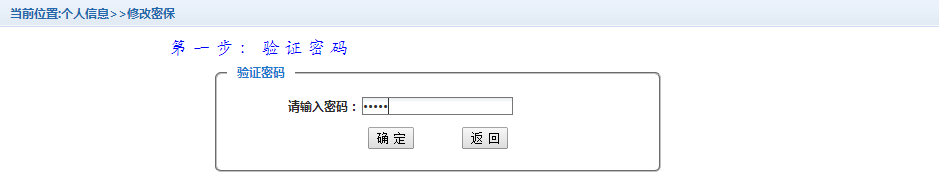 当前位置:个人信息>>修改密保
第一步: 验证密码
验证密码
请输入密码: •••••
确 定 返 回